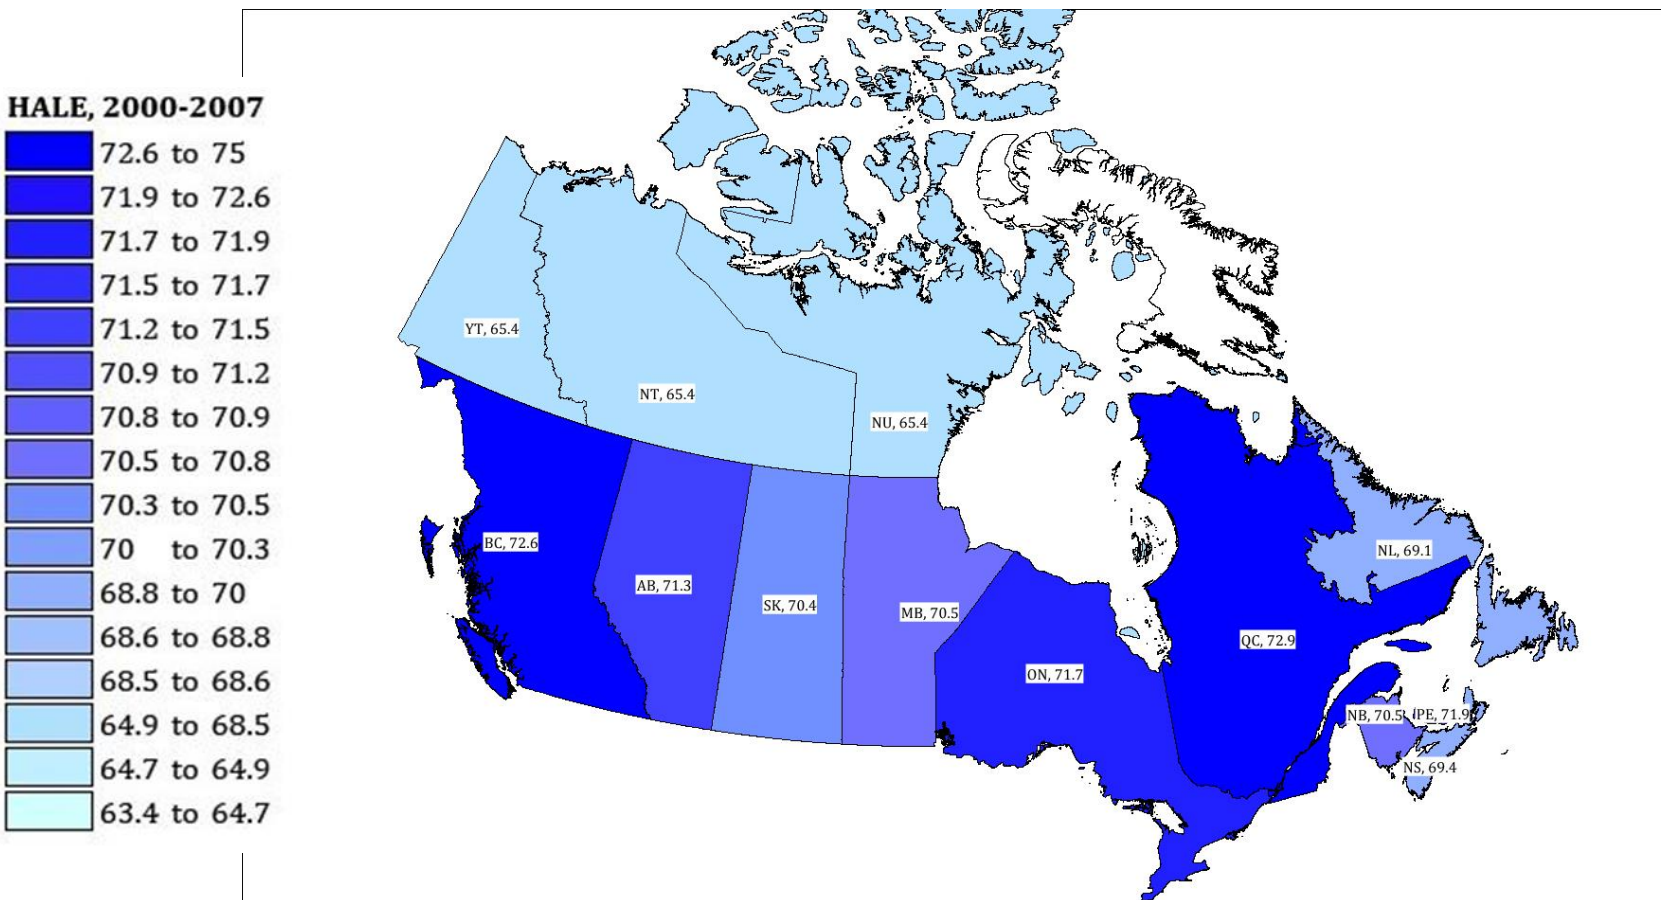 HALE, 2000-2007
72.6 to 75
71.9 to 72.6
71.7 to 71.9
71.5 to 71.7
71.2 to 71.5
70.9 to 71.2
70.8 to 70.9
70.5 to 70.8
70.3 to 70.5
70 to 70.3
68.8 to 70
68.6 to 68.8
68.5 to 68.6
64.9 to 68.5
64.7 to 64.9
63.4 to 64.7
YT, 65.4
NT, 65.4
NU, 65.4
BC, 72.6
AB, 71.3
SK, 70.4
MB, 70.5
ON, 71.7
QC, 72.9
NL, 69.1
NB, 70.5
PE, 71.9
NS, 69.4